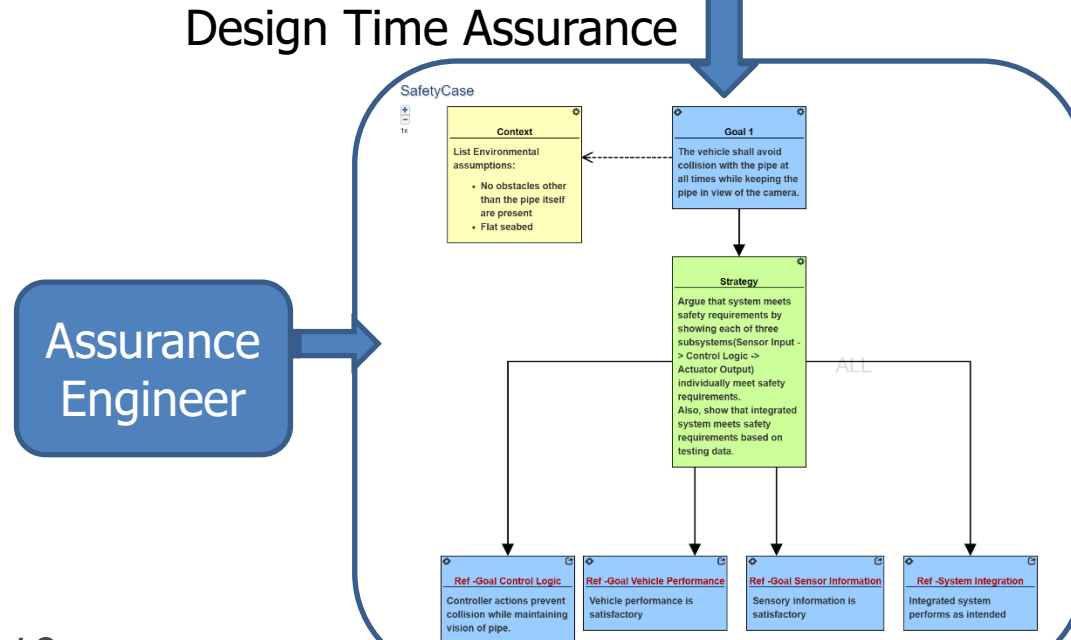 Design Time Assurance
SafetyCase
+
-
1x
Context
List Environmental
assumptions:
• No obstacles other
than the pipe itself
are present
• Flat seabed
Goal 1
The vehicle shall avoid
collision with the pipe at
all times while keeping the
pipe in view of the camera.
Assurance
Engineer
Strategy
Argue that system meets
safety requirements by
showing each of three
subsystems(Sensor Input -
> Control Logic ->
Actuator Output)
individually meet safety
requirements.
Also, show that integrated
system meets safety
requirements based on
testing data.
ALL
Ref -Goal Control Logic
Controller actions prevent
collision while maintaining
vision of pipe.
Ref -Goal Vehicle Performance
Vehicle performance is
satisfactory
Ref -Goal Sensor Information
Sensory information is
satisfactory
Ref -System Integration
Integrated system
performs as intended